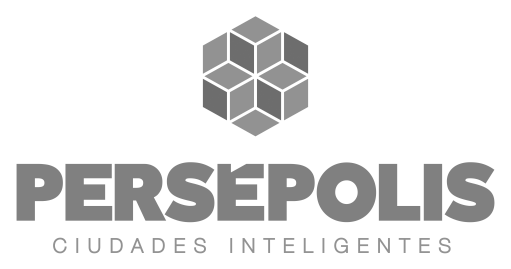 PERSÉPOLIS
CIUDADES INTELIGENTES